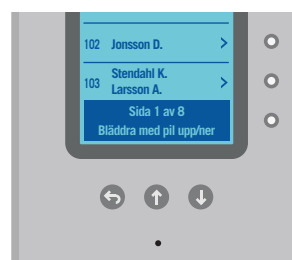 102 Jonsson D.
103 Stendahl K.
Larsson A.
Sida 1 av 8
Bläddra med pil upp/ner